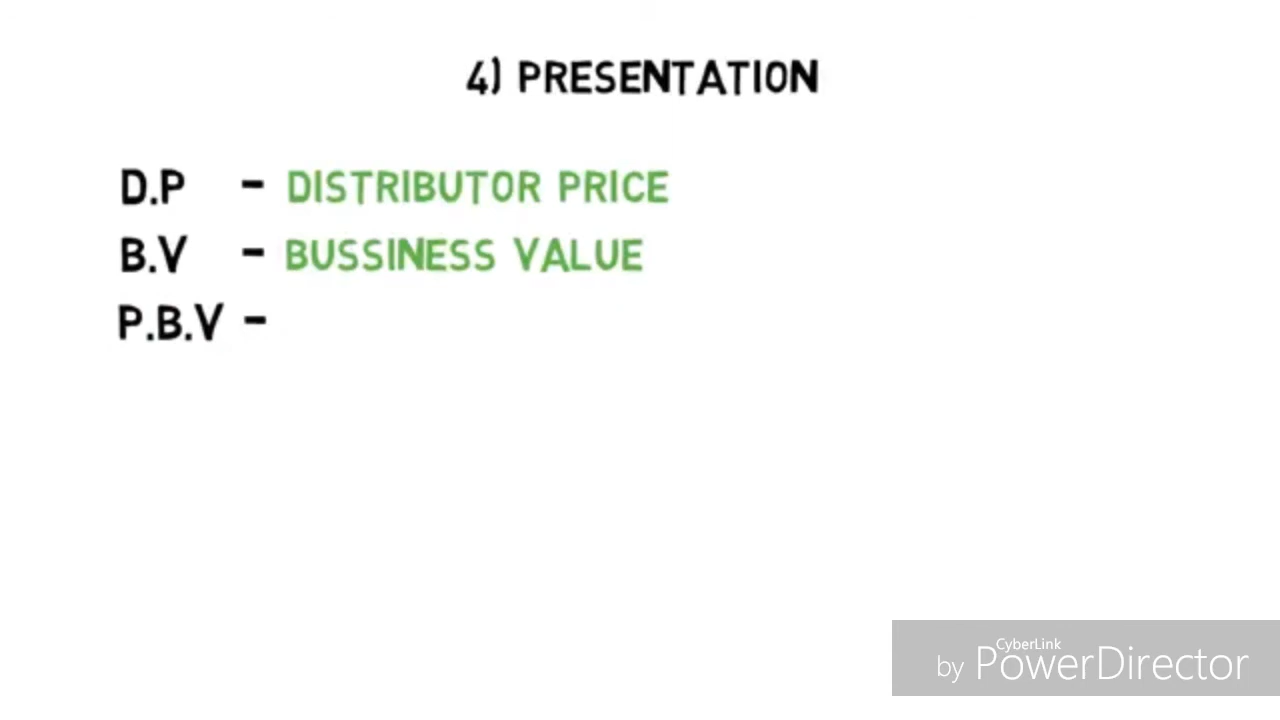 4) PRESENTATION
D.P - DISTRIBUTOR PRICE
B.V - BUSSINESS VALUE
P.B.V -
CyberLink
by PowerDirector